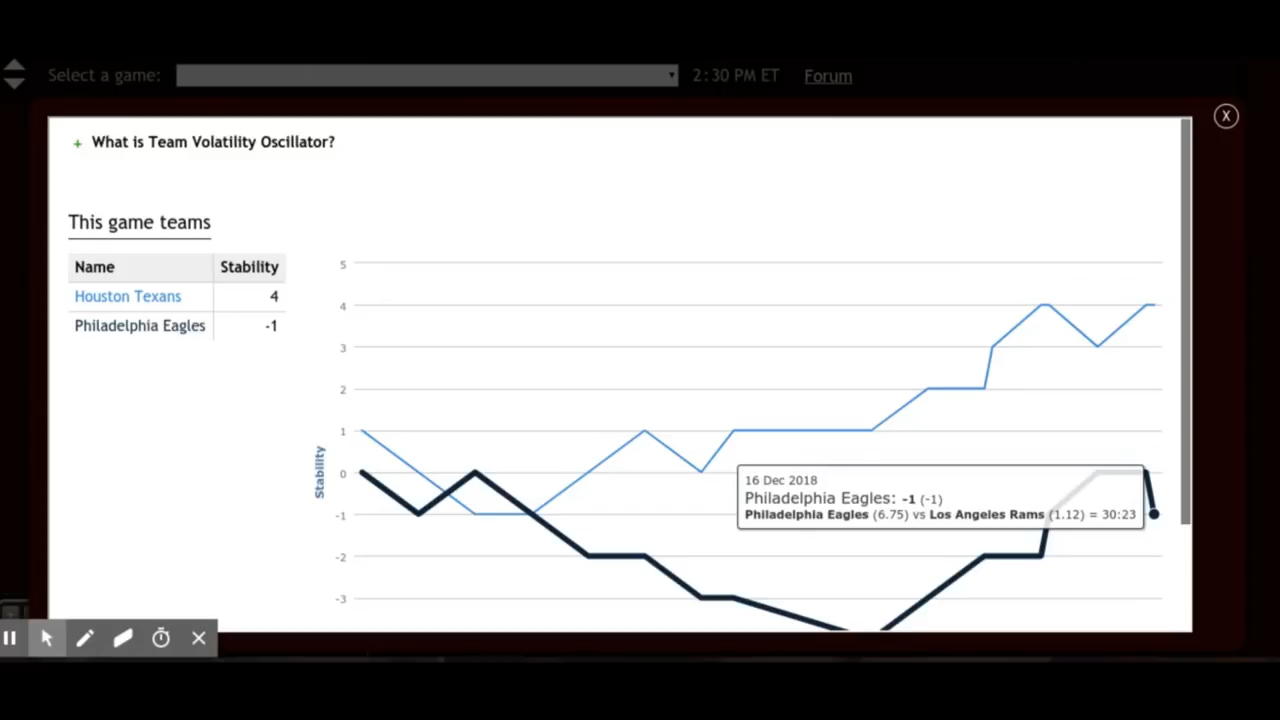 Select a game:
2:30 PM ET
Forum
X
+ What is Team Volatility Oscillator?
This game teams
Name Stability
Houston Texans 4
Philadelphia Eagles -1
Stability
5
4
3
2
1
0
-1
-2
-3
16 Dec 2018
Philadelphia Eagles: -1 (-1)
Philadelphia Eagles (6.75) vs Los Angeles Rams (1.12) = 30:23